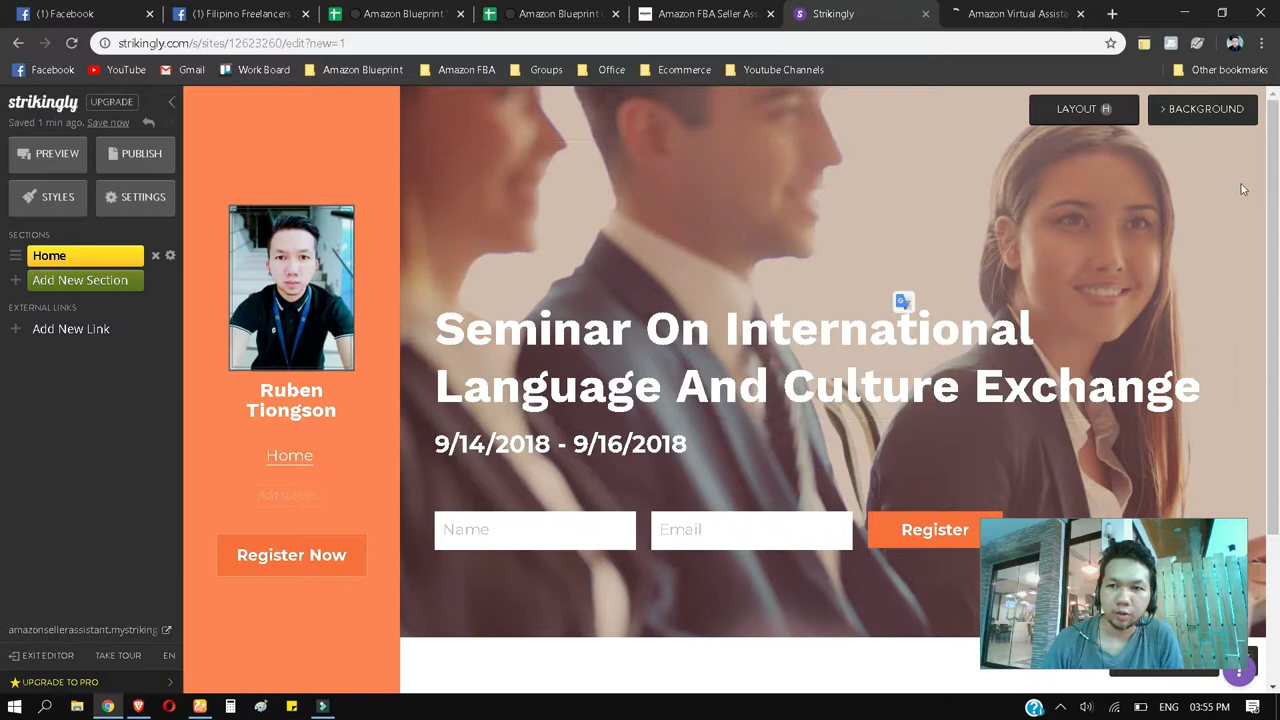 (1) Facebook
(1) Filipino Freelancers
Amazon Blueprint
Amazon Blueprint
Amazon FBA Seller Ass
Strikingly
Amazon Virtual Assista
strikingly.com/s/sites/12623260/edit?new=1
Facebook
YouTube
Gmail
Work Board
Amazon Blueprint
Amazon FBA
Groups
Office
Ecommerce
Youtube Channels
Other bookmarks
strikingly
UPGRADE
Saved 1 min ago. Save now
PREVIEW
PUBLISH
STYLES
SETTINGS
SECTIONS
Home
Add New Section
EXTERNAL LINKS
Add New Link
amazonsellerassistant.mystriking
EXIT EDITOR
TAKE TOUR
EN
UPGRADE TO PRO
Ruben
Tiongson
Home
Add subtitle
Register Now
LAYOUT H
BACKGROUND
Seminar On International
Language And Culture Exchange
9/14/2018 - 9/16/2018
Name
Email
Register
ENG
03:55 PM